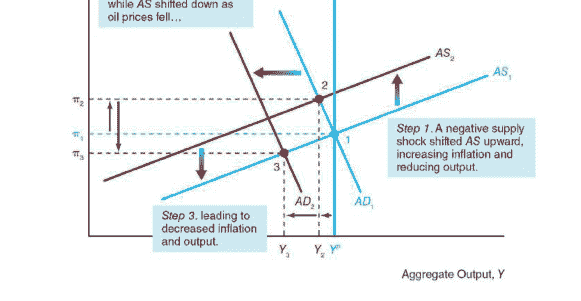 while AS shifted down as
oil prices fell...
AS₂
AS₁
2
π₂
π₁
π₃
1
Step 1. A negative supply
shock shifted AS upward,
increasing inflation and
reducing output.
3
AD₂
AD₁
Step 3. leading to
decreased inflation
and output.
Y₃
Y₂
Yᴾ
Aggregate Output, Y